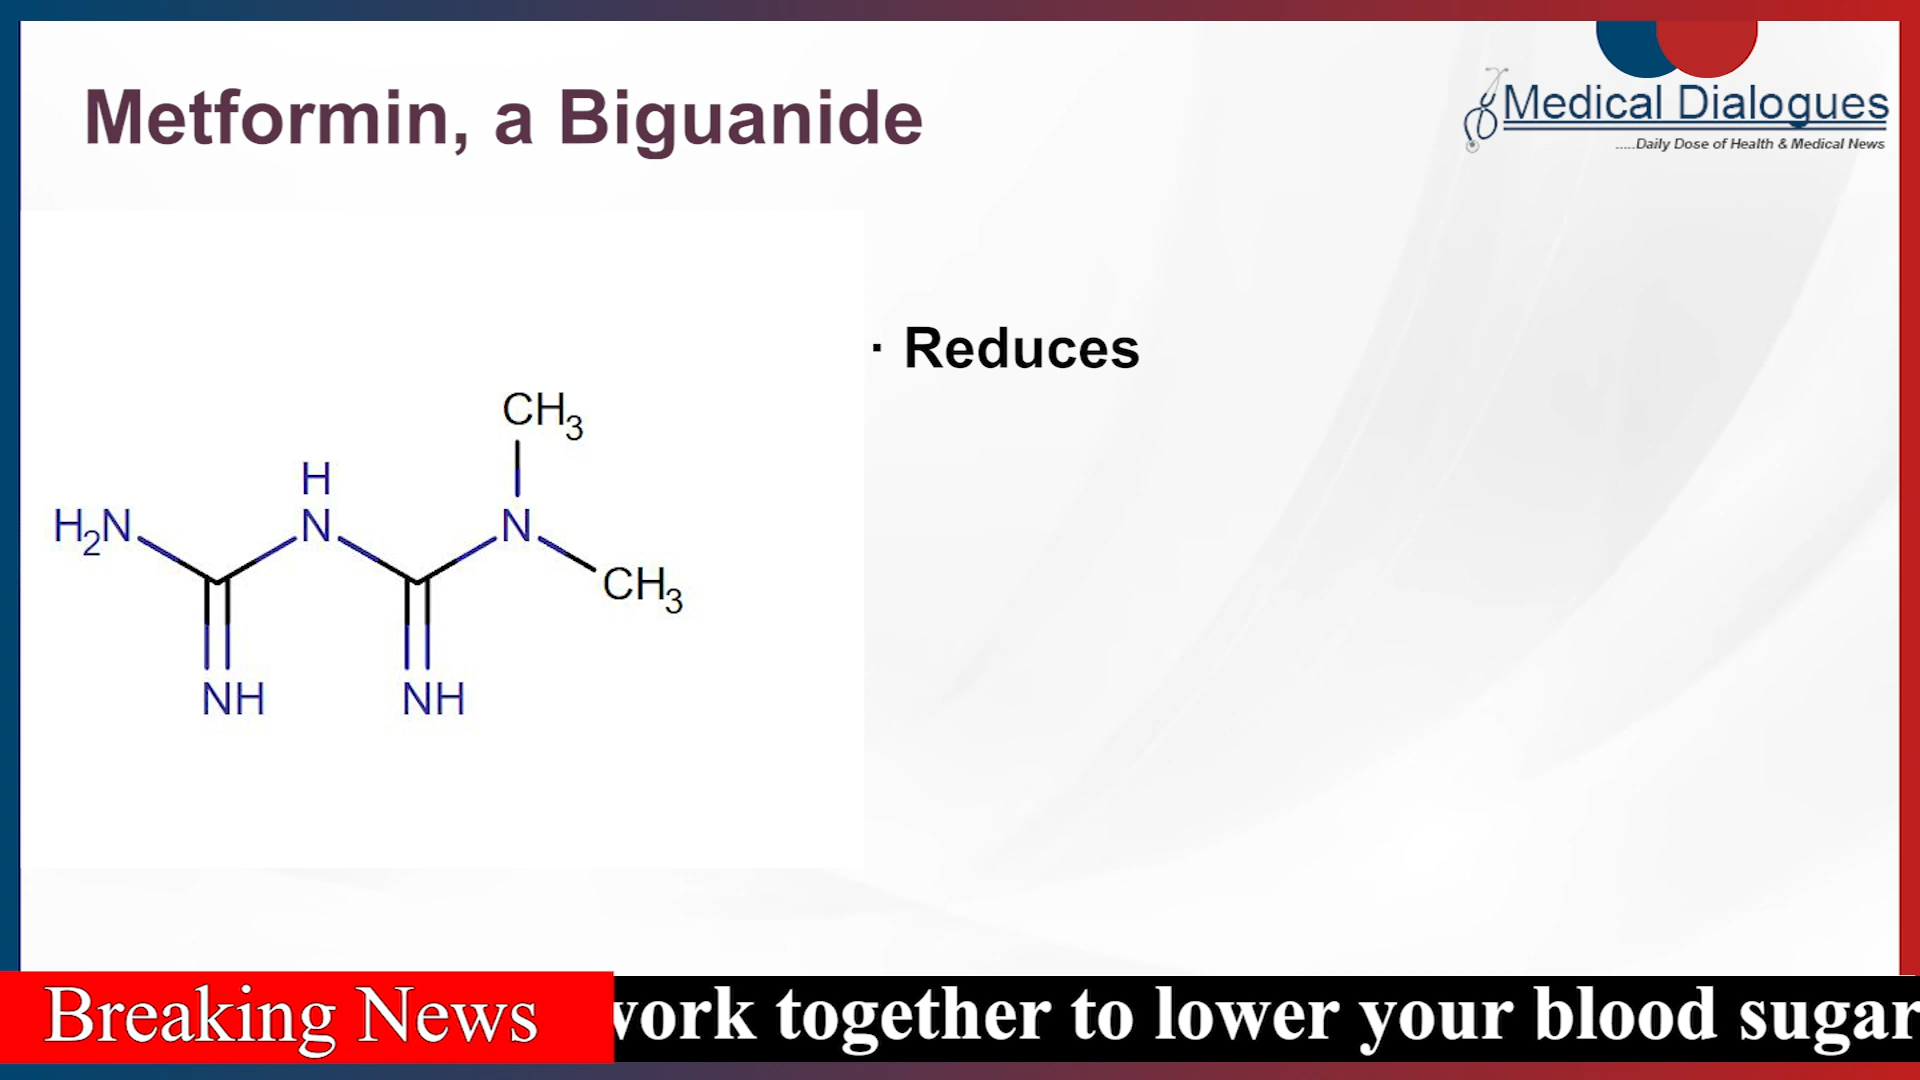 Metformin, a Biguanide
Medical Dialogues
.....Daily Dose of Health & Medical News
· Reduces
CH3
H
H2N
N
N
CH3
NH
NH
Breaking News
together to lower your blood sugar